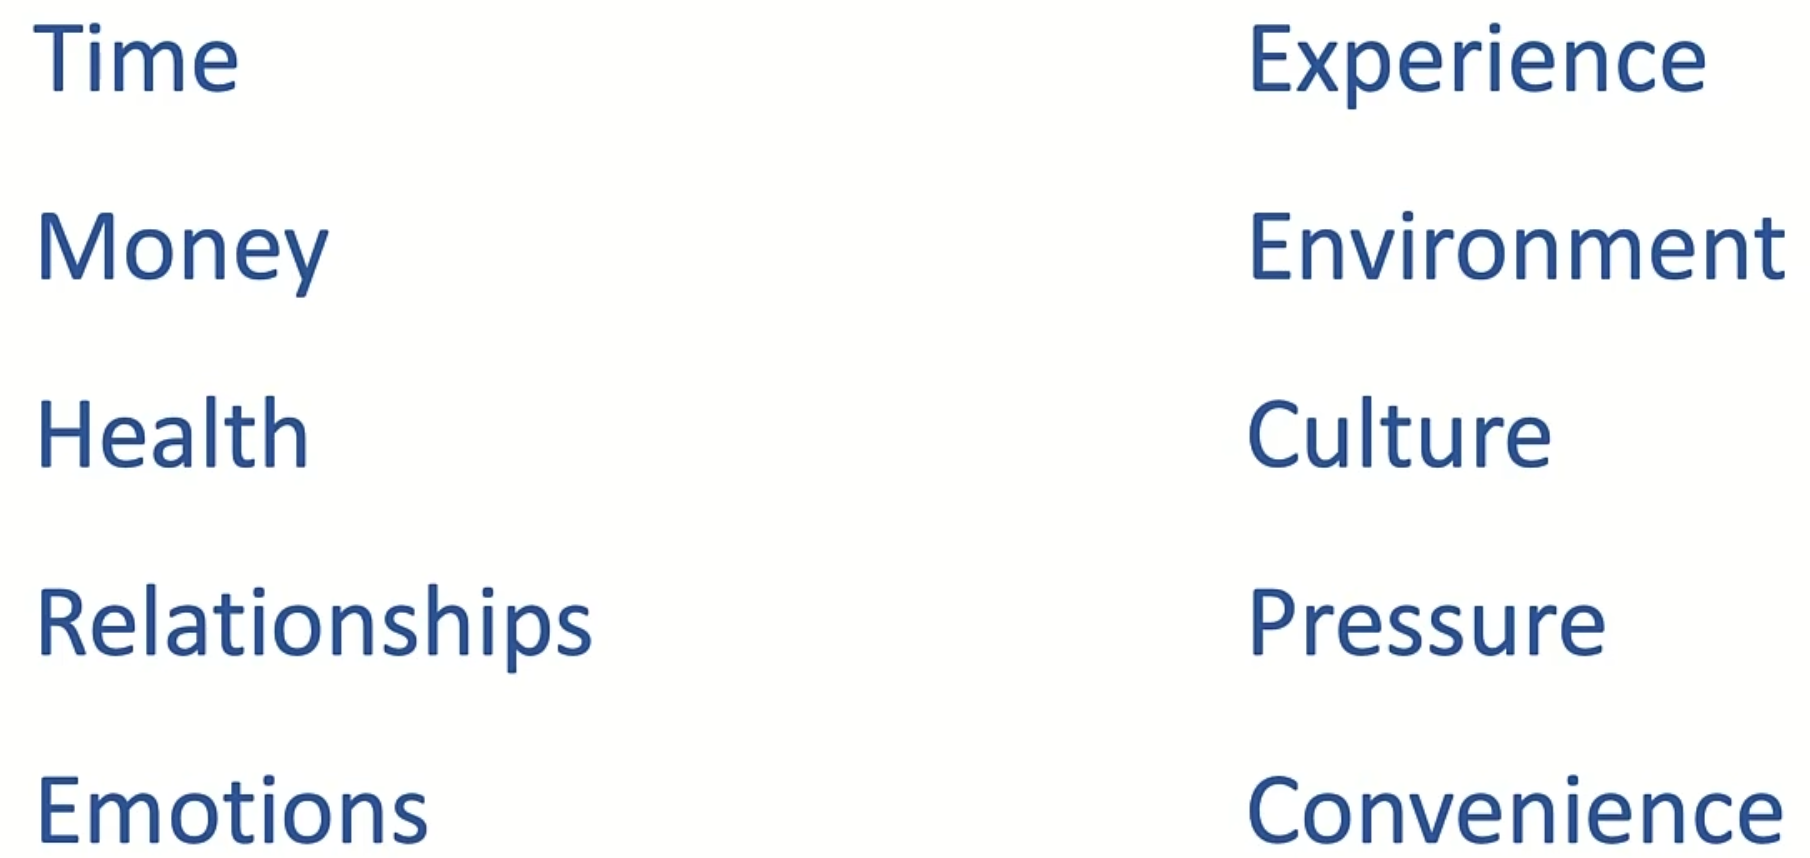 Time
Money
Health
Relationships
Emotions
Experience
Environment
Culture
Pressure
Convenience